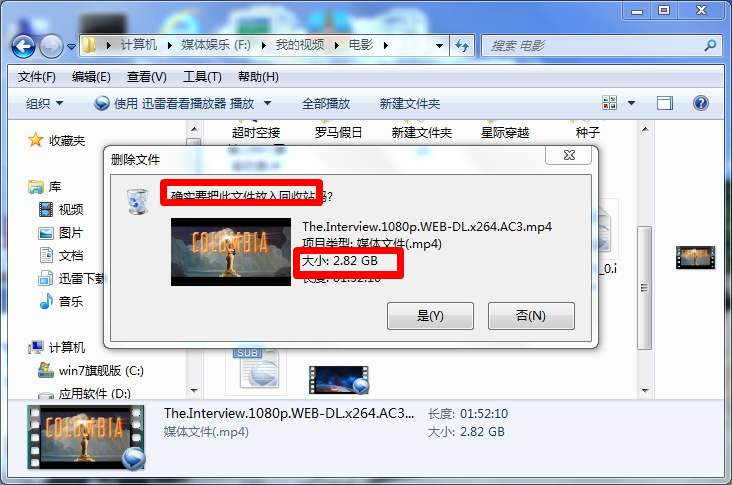 计算机 ▸ 媒体娱乐 (F:) ▸ 我的视频 ▸ 电影 ▸
搜索 电影
文件(F) 编辑(E) 查看(V) 工具(T) 帮助(H)
组织 使用 迅雷看看播放器 播放 全部播放 新建文件夹
收藏夹
超时空接 罗马假日 新建文件夹 星际穿越 种子
删除文件
确实要把此文件放入回收站吗?
库
视频
图片
文档
迅雷下载
音乐
COLUMBIA
The.Interview.1080p.WEB-DL.x264.AC3.mp4
项目类型: 媒体文件(.mp4)
大小: 2.82 GB
长度: 01:52:10
_0.i
是(Y) 否(N)
计算机
win7旗舰版 (C:)
应用软件 (D:)
SUB
COLUMBIA
The.Interview.1080p.WEB-DL.x264.AC3... 长度: 01:52:10
媒体文件(.mp4) 大小: 2.82 GB